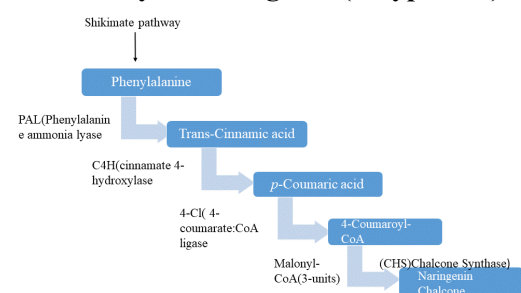 Shikimate pathway
Phenylalanine
PAL(Phenylalanin
e ammonia lyase
Trans-Cinnamic acid
C4H(cinnamate 4-
hydroxylase
p-Coumaric acid
4-Cl( 4-
coumarate:CoA
ligase
4-Coumaroyl-
CoA
Malonyl-
CoA(3-units)
(CHS)Chalcone Synthase)
Naringenin
Chalcone